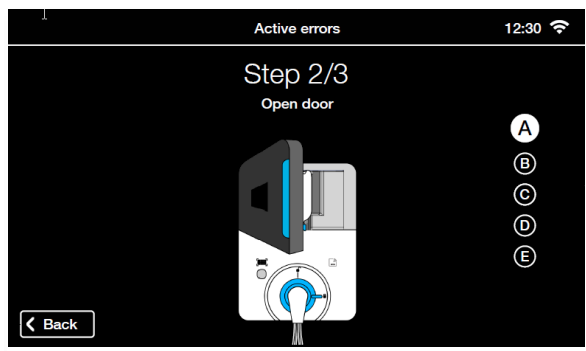 Active errors
12:30
Step 2/3
Open door
A
B
C
D
E
Back